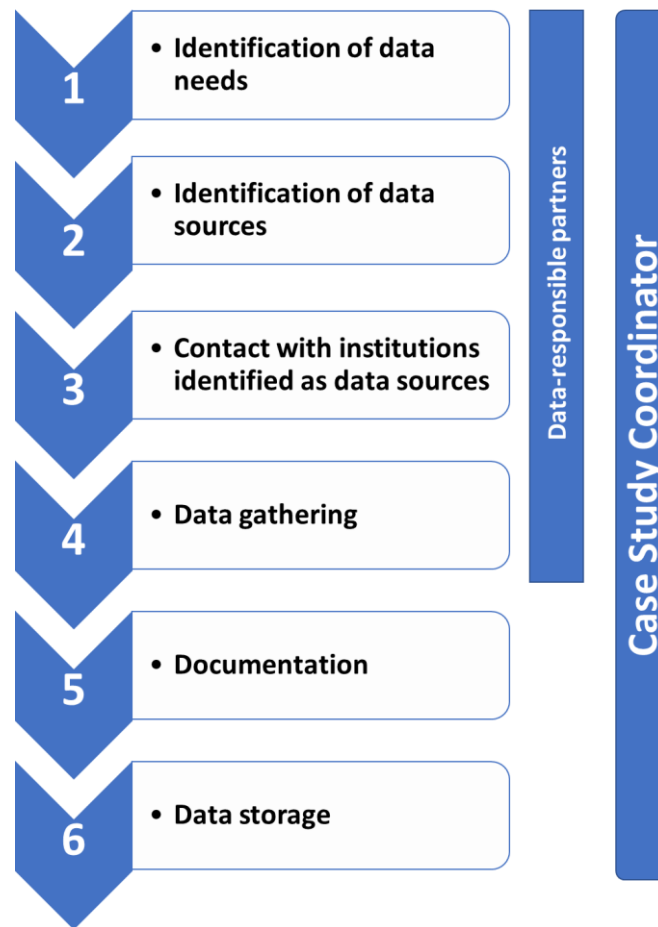 1
• Identification of data
needs
2
• Identification of data
sources
3
• Contact with institutions
identified as data sources
4
• Data gathering
5
• Documentation
6
• Data storage
Data-responsible partners
Case Study Coordinator